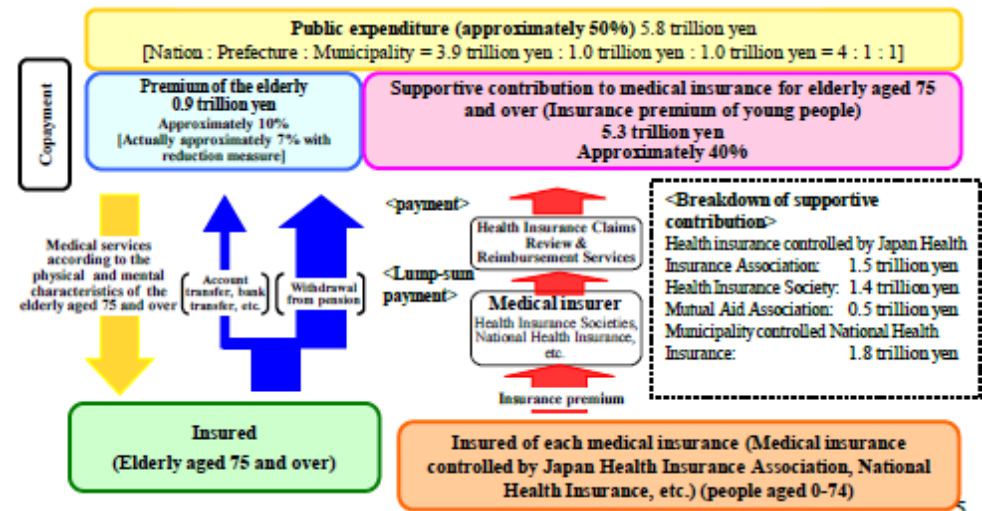 Public expenditure (approximately 50%) 5.8 trillion yen
[Nation : Prefecture : Municipality = 3.9 trillion yen : 1.0 trillion yen : 1.0 trillion yen = 4 : 1 : 1]
Copayment
Premium of the elderly
0.9 trillion yen
Approximately 10%
[Actually approximately 7% with
reduction measure]
Supportive contribution to medical insurance for elderly aged 75
and over (Insurance premium of young people)
5.3 trillion yen
Approximately 40%
Medical services
according to the
physical and mental
characteristics of the
elderly aged 75 and over
Account
transfer, bank
transfer, etc.
Withdrawal
from pension
<payment>
<Lump-sum
payment>
Health Insurance Claims
Review &
Reimbursement Services
Medical insurer
Health Insurance Societies,
National Health Insurance,
etc.
Insurance premium
<Breakdown of supportive
contribution>
Health insurance controlled by Japan Health
Insurance Association: 1.5 trillion yen
Health Insurance Society: 1.4 trillion yen
Mutual Aid Association: 0.5 trillion yen
Municipality controlled National Health
Insurance: 1.8 trillion yen
Insured
(Elderly aged 75 and over)
Insured of each medical insurance (Medical insurance
controlled by Japan Health Insurance Association, National
Health Insurance, etc.) (people aged 0-74)